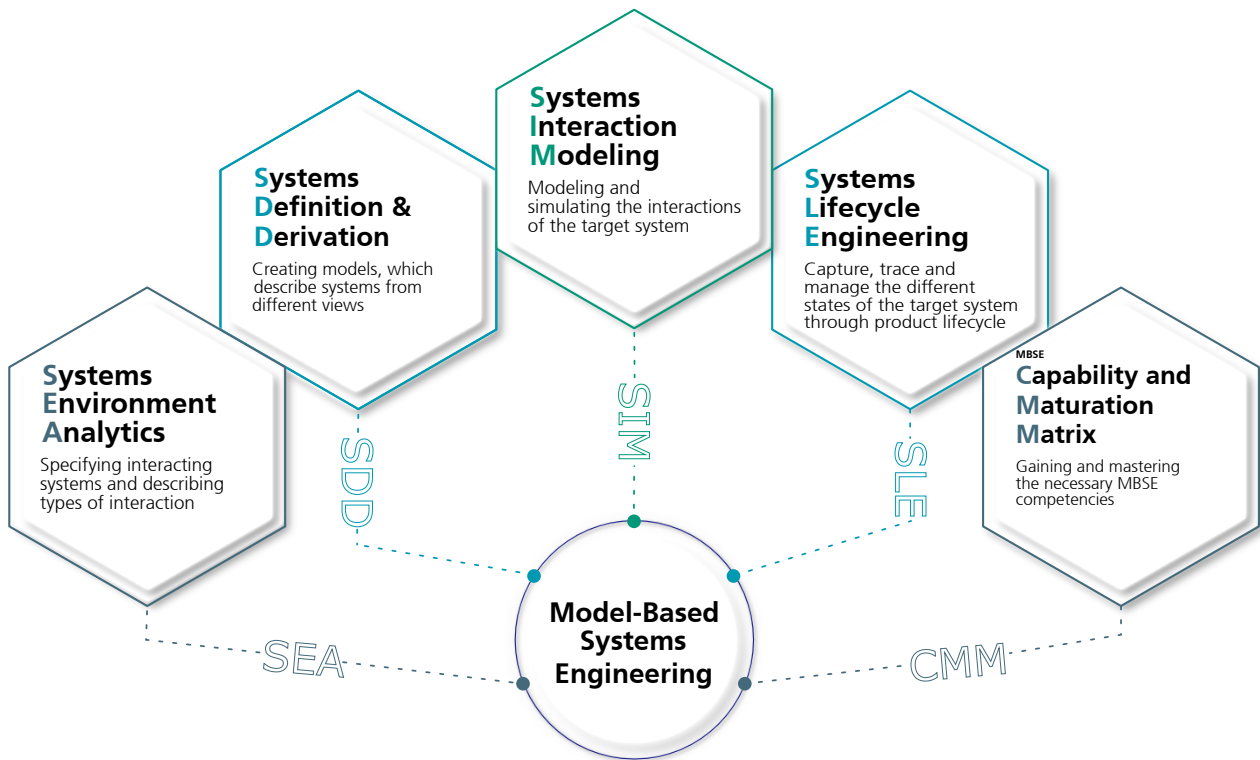 Systems
Environment
Analytics
Specifying interacting
systems and describing
types of interaction
Systems
Definition &
Derivation
Creating models, which
describe systems from
different views
Systems
Interaction
Modeling
Modeling and
simulating the interactions
of the target system
Systems
Lifecycle
Engineering
Capture, trace and
manage the different
states of the target system
through product lifecycle
MBSE
Capability and
Maturation
Matrix
Gaining and mastering
the necessary MBSE
competencies
SEA
SDD
SIM
SLE
CMM
Model-Based
Systems
Engineering